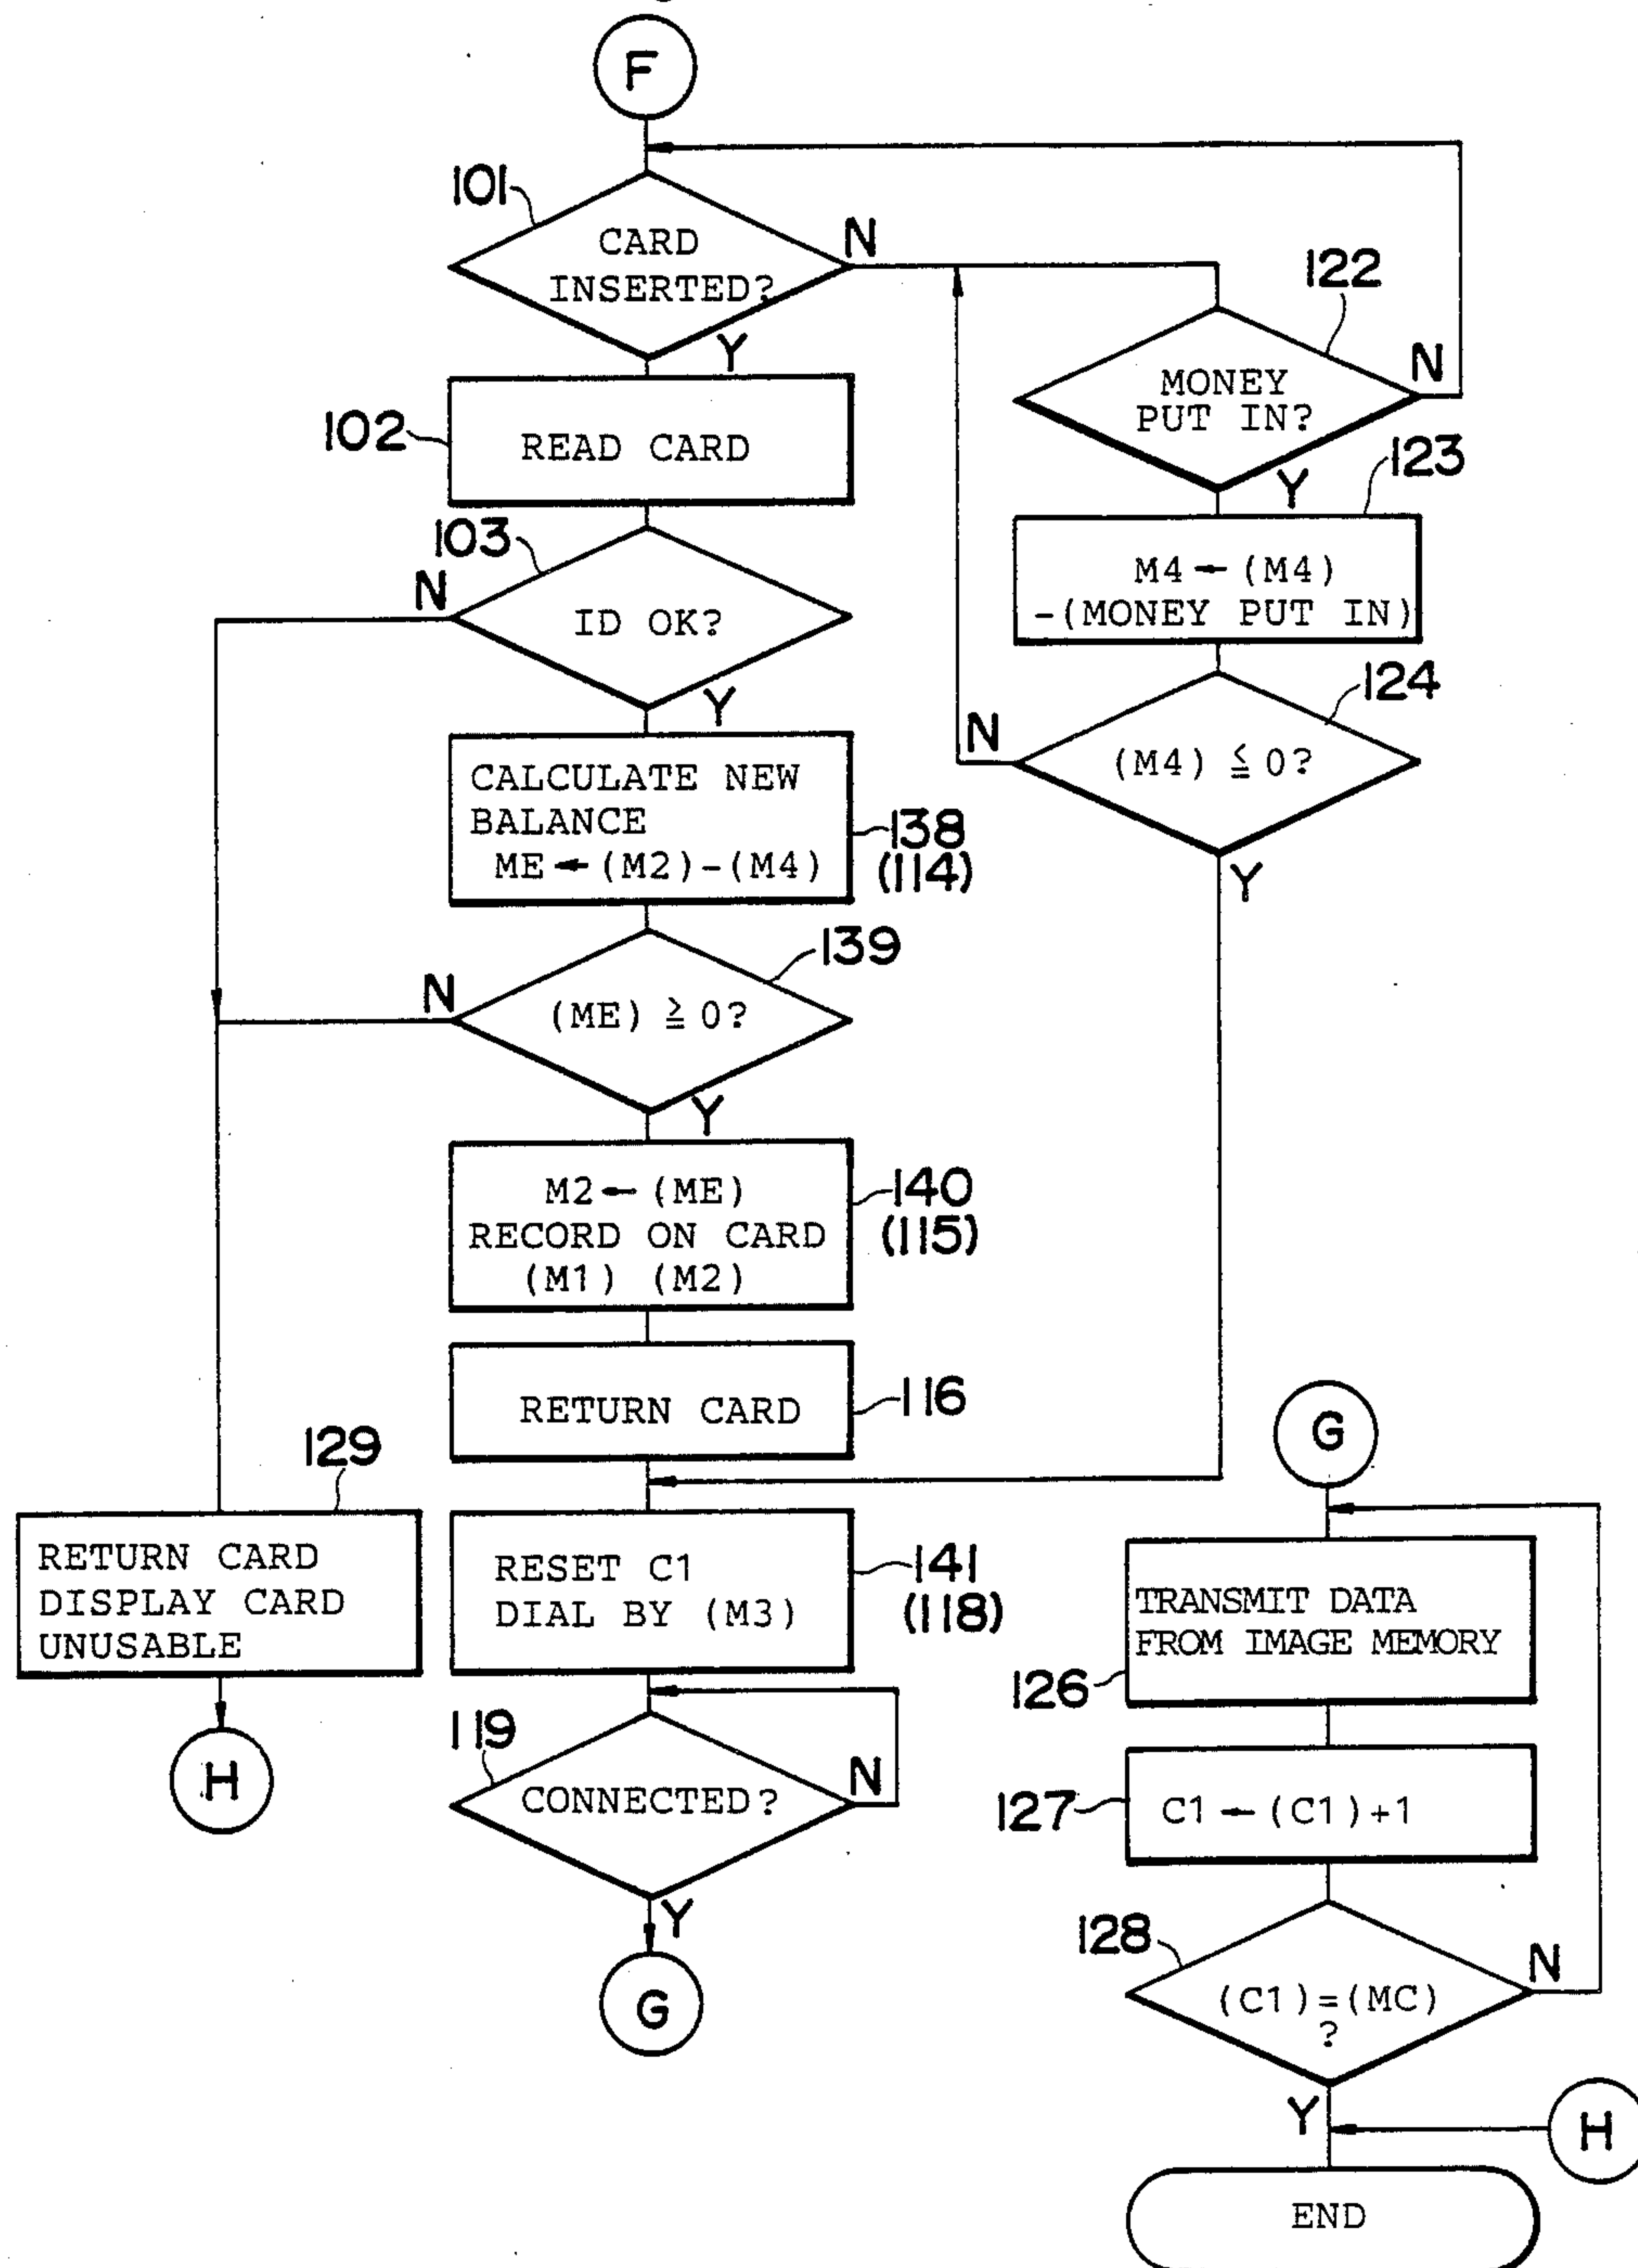 F
101
CARD
INSERTED?
N
Y
122
MONEY
PUT IN?
N
Y
102
READ CARD
123
M4 ← (M4)
-(MONEY PUT IN)
103
N
ID OK?
Y
124
N
(M4) ≦ 0?
Y
CALCULATE NEW
BALANCE
ME ← (M2)-(M4)
138
(114)
139
N
(ME) ≧ 0?
Y
M2 ← (ME)
RECORD ON CARD
(M1) (M2)
140
(115)
RETURN CARD
116
129
RETURN CARD
DISPLAY CARD
UNUSABLE
H
RESET C1
DIAL BY (M3)
141
(118)
119
CONNECTED?
N
Y
G
G
TRANSMIT DATA
FROM IMAGE MEMORY
126
127
C1 ← (C1)+1
128
(C1)=(MC)
?
N
Y
H
END